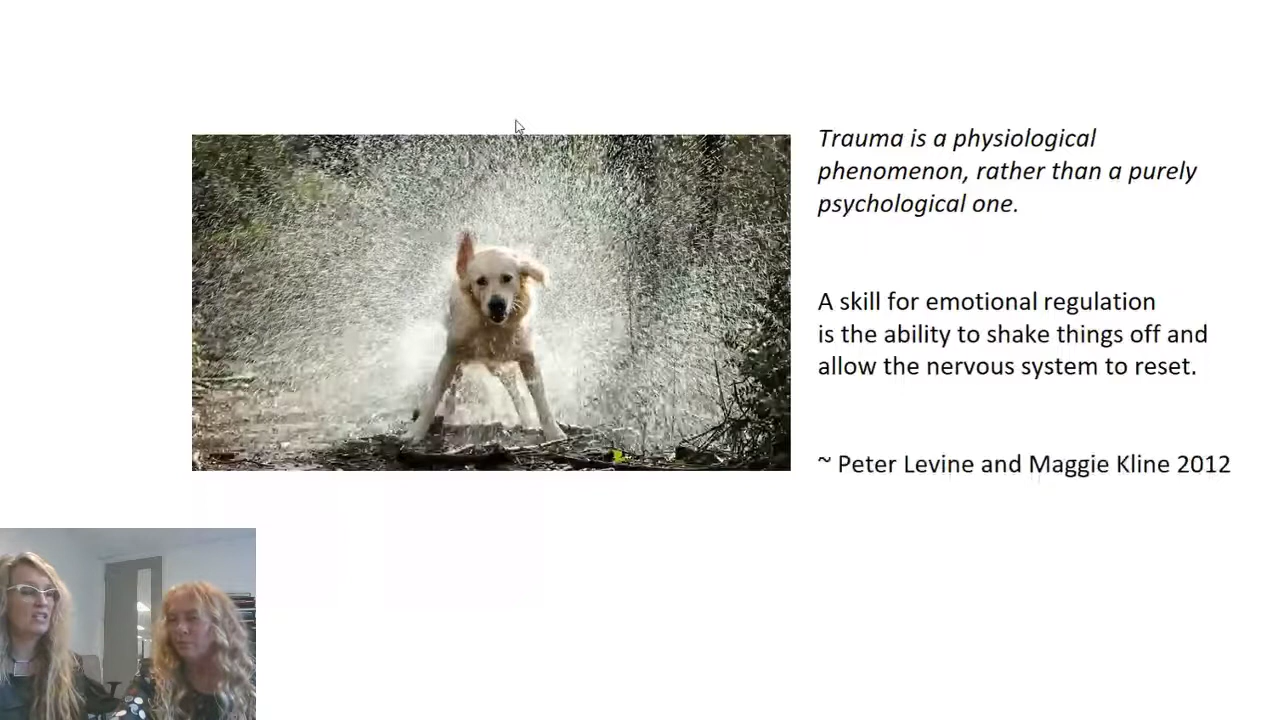 Trauma is a physiological
phenomenon, rather than a purely
psychological one.
A skill for emotional regulation
is the ability to shake things off and
allow the nervous system to reset.
~ Peter Levine and Maggie Kline 2012